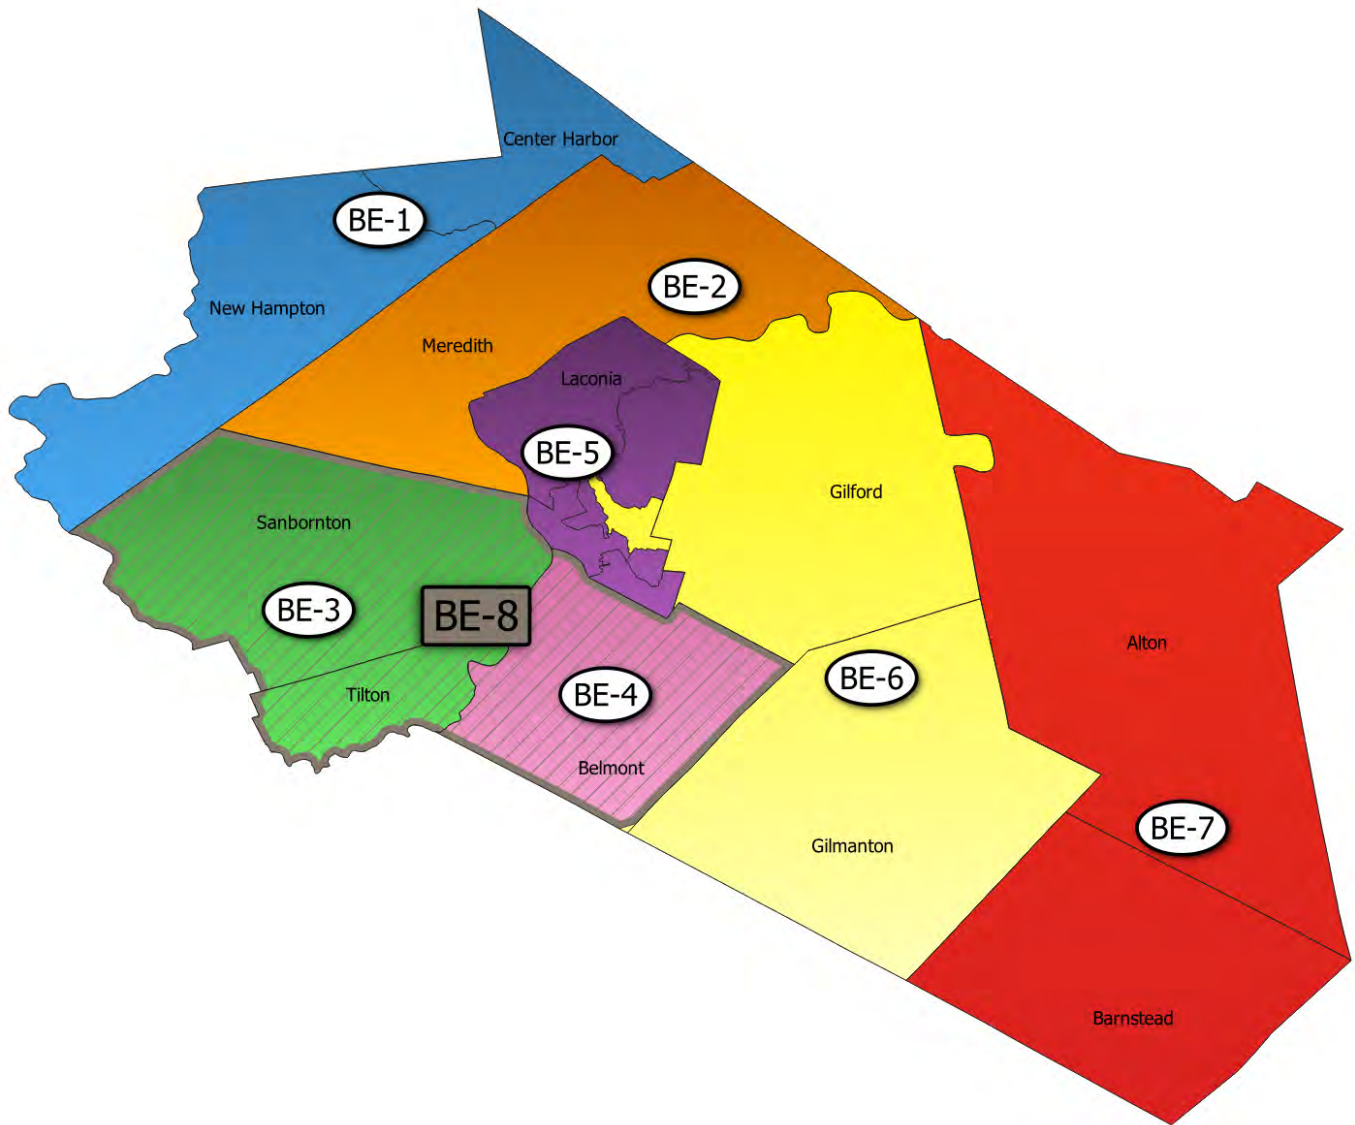 Center Harbor
BE-1
BE-2
New Hampton
Meredith
Laconia
BE-5
Gilford
Sanbornton
BE-3
BE-8
Alton
BE-6
Tilton
BE-4
Belmont
BE-7
Gilmanton
Barnstead